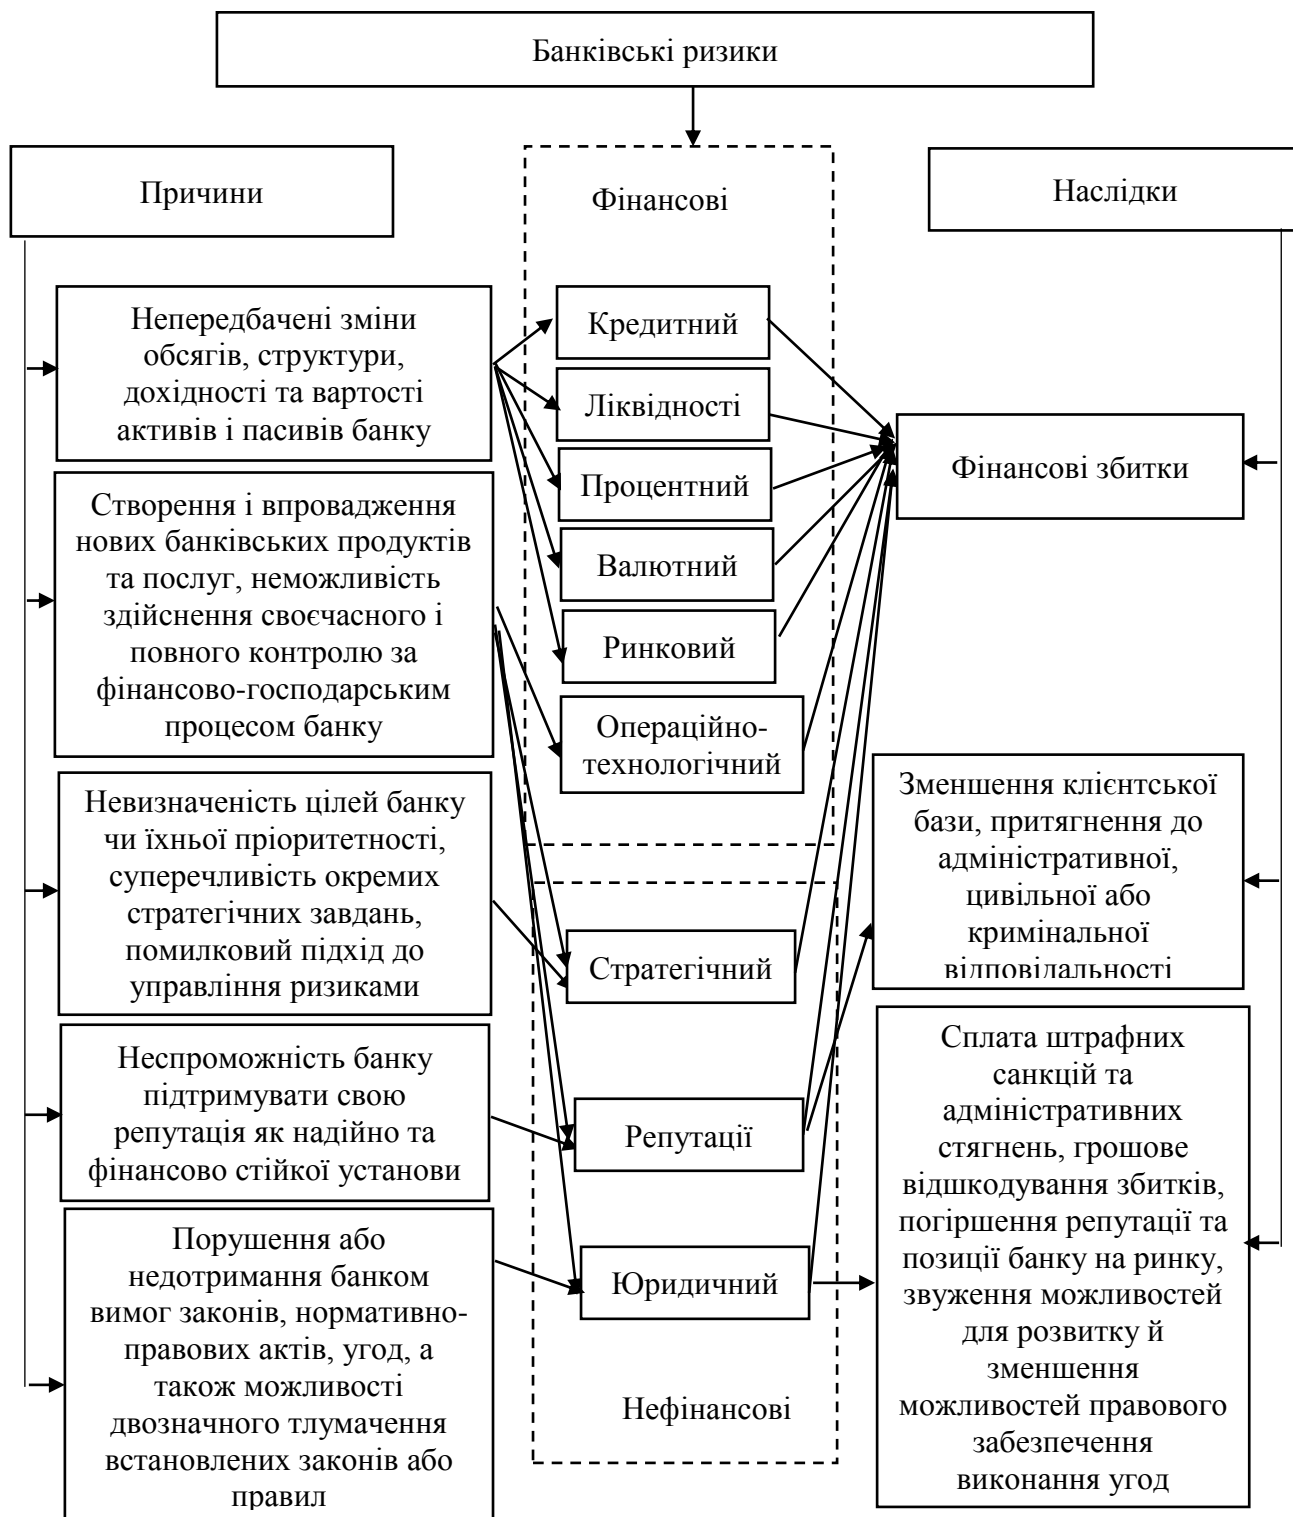 Банківські ризики
Причини
Фінансові
Наслідки
Непередбачені зміни
обсягів, структури,
дохідності та вартості
активів і пасивів банку
Створення і впровадження
нових банківських продуктів
та послуг, неможливість
здійснення своєчасного і
повного контролю за
фінансово-господарським
процесом банку
Невизначеність цілей банку
чи їхньої пріоритетності,
суперечливість окремих
стратегічних завдань,
помилковий підхід до
управління ризиками
Неспроможність банку
підтримувати свою
репутація як надійно та
фінансово стійкої установи
Порушення або
недотримання банком
вимог законів, нормативно-
правових актів, угод, а
також можливості
двозначного тлумачення
встановлених законів або
правил
Кредитний
Ліквідності
Процентний
Валютний
Ринковий
Операційно-
технологічний
Стратегічний
Репутації
Юридичний
Нефінансові
Фінансові збитки
Зменшення клієнтської
бази, притягнення до
адміністративної,
цивільної або
кримінальної
відповідальності
Сплата штрафних
санкцій та
адміністративних
стягнень, грошове
відшкодування збитків,
погіршення репутації та
позиції банку на ринку,
звуження можливостей
для розвитку й
зменшення
можливостей правового
забезпечення
виконання угод